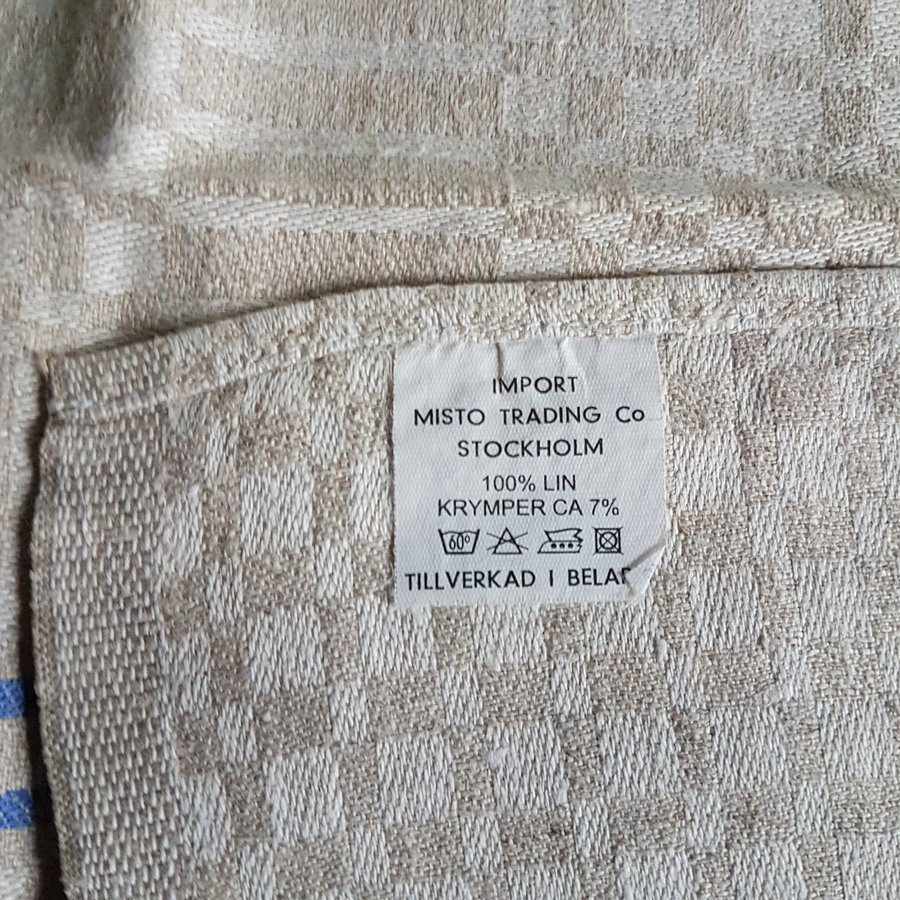 IMPORT
MISTO TRADING Co
STOCKHOLM
100% LIN
KRYMPER CA 7%
60°
TILLVERKAD I